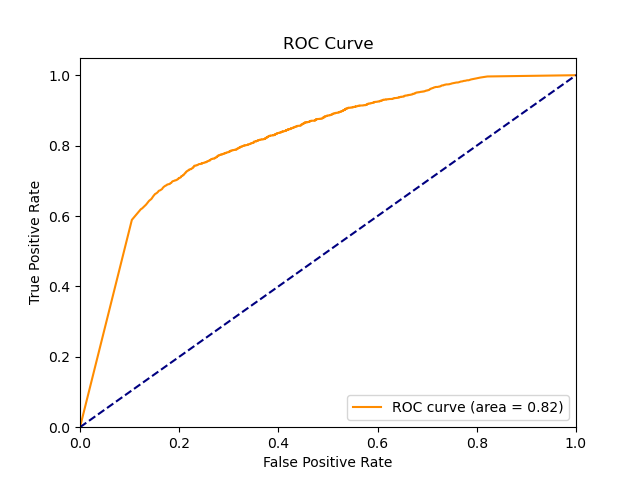 ROC Curve
1.0
0.8
0.6
0.4
0.2
0.0
True Positive Rate
0.0 0.2 0.4 0.6 0.8 1.0
False Positive Rate
ROC curve (area = 0.82)